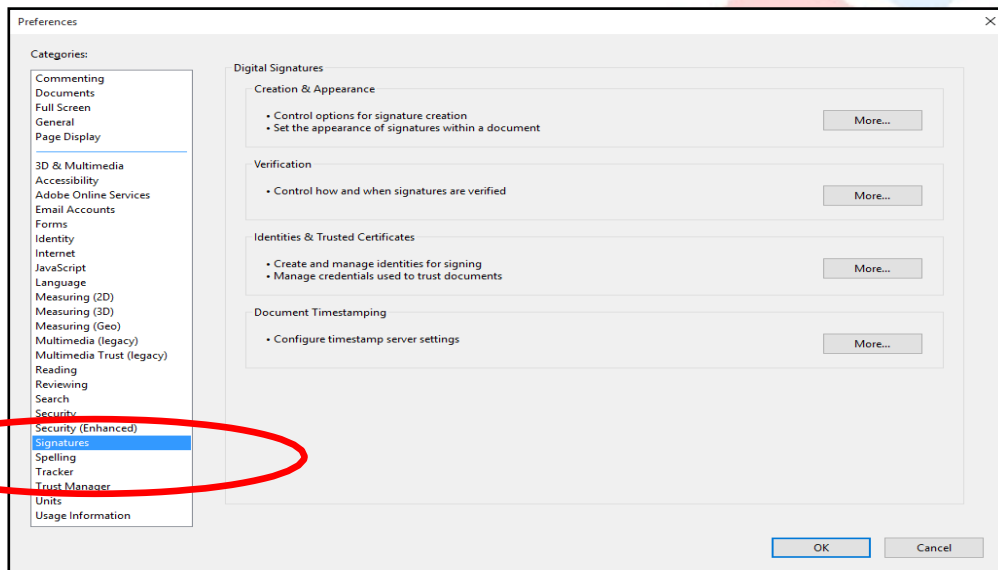 Preferences
Categories:
Commenting
Documents
Full Screen
General
Page Display
3D & Multimedia
Accessibility
Adobe Online Services
Email Accounts
Forms
Identity
Internet
JavaScript
Language
Measuring (2D)
Measuring (3D)
Measuring (Geo)
Multimedia (legacy)
Multimedia Trust (legacy)
Reading
Reviewing
Search
Security
Security (Enhanced)
Signatures
Spelling
Tracker
Trust Manager
Units
Usage Information
Digital Signatures
Creation & Appearance
• Control options for signature creation
• Set the appearance of signatures within a document
More...
Verification
• Control how and when signatures are verified
More...
Identities & Trusted Certificates
• Create and manage identities for signing
• Manage credentials used to trust documents
More...
Document Timestamping
• Configure timestamp server settings
More...
OK
Cancel